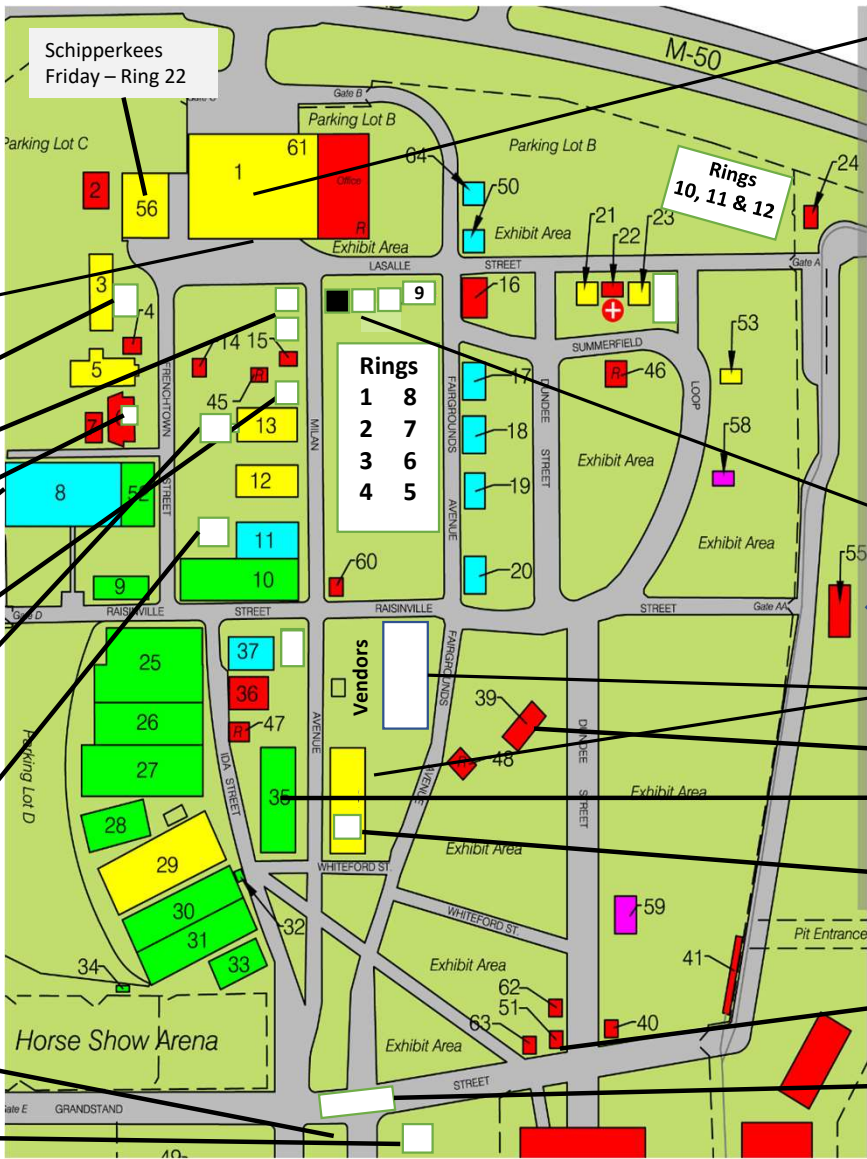 M-50
Schipperkees
Friday – Ring 22
Gate B
Parking Lot B
Parking Lot C
61
1
Office
R
64
Parking Lot B
Rings
10, 11 & 12
24
2
56
50
Exhibit Area
Exhibit Area
21
22
23
LASALLE
STREET
Gate A
3
9
16
4
53
SUMMERFIELD
14
15
5
Rings
1 8
2 7
3 6
4 5
17
R
46
R
45
FRENCHTOWN
STREET
MILAN
FAIRGROUNDS
AVENUE
DUNDEE
STREET
LOOP
7
13
18
58
Exhibit Area
12
19
8
52
11
Exhibit Area
55
10
60
20
9
RAISINVILLE
STREET
RAISINVILLE
STREET
Gate D
Gate AA
25
37
Vendors
FAIRGROUNDS
AVENUE
DUNDEE
STREET
36
39
26
R
47
AVENUE
IDA STREET
48
27
Parking Lot D
35
Exhibit Area
28
29
Exhibit Area
WHITEFORD ST.
30
WHITEFORD ST.
59
31
32
Pit Entrance
33
34
41
Exhibit Area
62
51
63
40
Horse Show Arena
Exhibit Area
STREET
GRANDSTAND
49